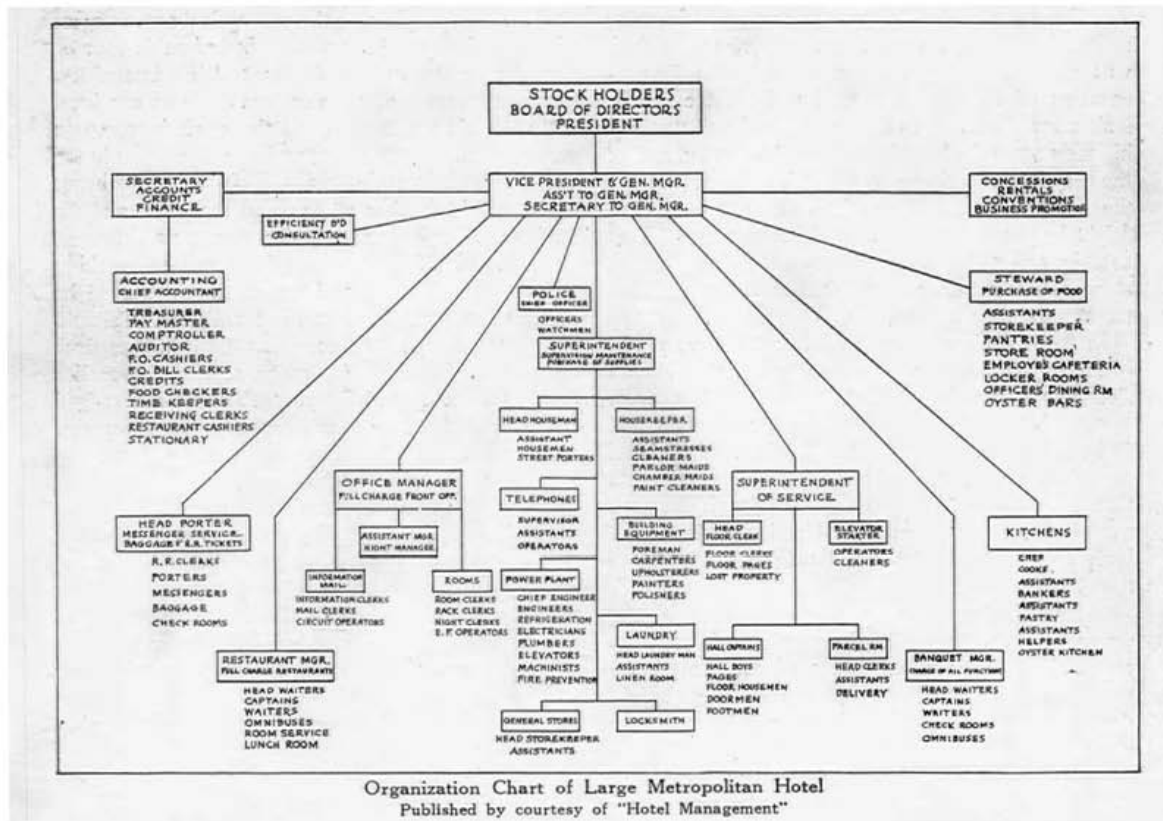 STOCK HOLDERS
BOARD OF DIRECTORS
PRESIDENT
SECRETARY
ACCOUNTS
CREDIT
FINANCE
VICE PRESIDENT & GEN. MGR.
ASS'T TO GEN. MGR.
SECRETARY TO GEN. MGR.
CONCESSIONS
RENTALS
CONVENTIONS
BUSINESS PROMOTION
EFFICIENCY B'D
CONSULTATION
ACCOUNTING
CHIEF ACCOUNTANT
TREASURER
PAY MASTER
COMPTROLLER
AUDITOR
F.O. CASHIERS
F.O. BILL CLERKS
CREDITS
FOOD CHECKERS
TIME KEEPERS
RECEIVING CLERKS
RESTAURANT CASHIERS
STATIONARY
POLICE
CHIEF OFFICER
OFFICERS
WATCHMEN
STEWARD
PURCHASE OF FOOD
ASSISTANTS
STOREKEEPER
PANTRIES
STORE ROOM
EMPLOYE'S CAFETERIA
LOCKER ROOMS
OFFICERS' DINING RM
OYSTER BARS
SUPERINTENDENT
SUPERVISION MAINTENANCE
PURCHASE OF SUPPLIES
HEAD HOUSEMAN
ASSISTANT
HOUSEMEN
STREET PORTERS
HOUSEKEEPER
ASSISTANTS
SEAMSTRESSES
CLEANERS
PARLOR MAIDS
CHAMBER MAIDS
PAINT CLEANERS
OFFICE MANAGER
FULL CHARGE FRONT OFF.
ASSISTANT MGR.
NIGHT MANAGER
TELEPHONES
SUPERVISOR
ASSISTANTS
OPERATORS
BUILDING
EQUIPMENT
FOREMAN
CARPENTERS
UPHOLSTERERS
PAINTERS
POLISHERS
SUPERINTENDENT
OF SERVICE
HEAD
FLOOR CLERK
FLOOR CLERKS
FLOOR PAGES
LOST PROPERTY
ELEVATOR
STARTER
OPERATORS
CLEANERS
HEAD PORTER
MESSENGER SERVICE
BAGGAGE & R.R. TICKETS
R.R. CLERKS
PORTERS
MESSENGERS
BAGGAGE
CHECK ROOMS
KITCHENS
CHEF
COOKS
ASSISTANTS
BANKERS
ASSISTANTS
PASTRY
ASSISTANTS
HELPERS
OYSTER KITCHEN
INFORMATION
MAIL
INFORMATION CLERKS
MAIL CLERKS
CIRCUIT OPERATORS
ROOMS
ROOM CLERKS
RACK CLERKS
NIGHT CLERKS
OPERATORS
POWER PLANT
CHIEF ENGINEER
ENGINEERS
REFRIGERATION
ELECTRICIANS
PLUMBERS
ELEVATORS
MACHINISTS
FIRE PREVENTION
LAUNDRY
HEAD LAUNDRY MAN
ASSISTANTS
LINEN ROOM
HALL CAPTAINS
HALL BOYS
PAGES
FLOOR HOUSEMEN
DOORMEN
FOOTMEN
PARCEL RM
HEAD CLERKS
ASSISTANTS
DELIVERY
RESTAURANT MGR.
FULL CHARGE RESTAURANTS
HEAD WAITERS
CAPTAINS
WAITERS
OMNIBUSES
ROOM SERVICE
LUNCH ROOM
BANQUET MGR.
CHARGE OF ALL FUNCTIONS
HEAD WAITERS
CAPTAINS
WAITERS
CHECK ROOMS
OMNIBUSES
GENERAL STORES
HEAD STOREKEEPER
ASSISTANTS
LOCKSMITH
Organization Chart of Large Metropolitan Hotel
Published by courtesy of "Hotel Management"